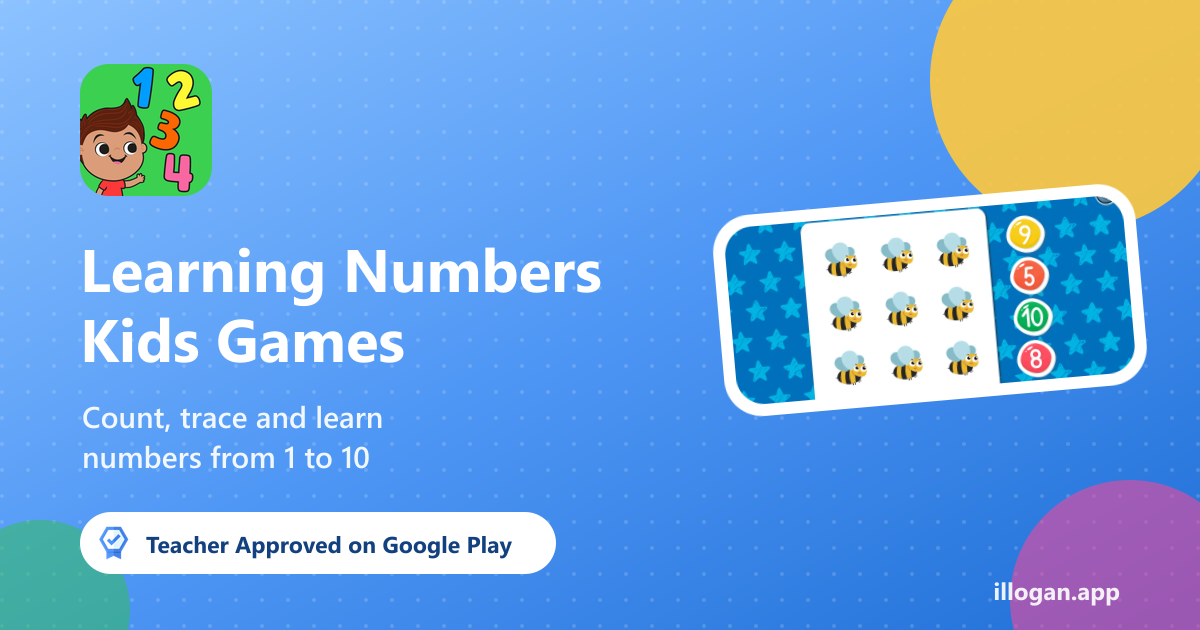 1 2
3
4
Learning Numbers
Kids Games
Count, trace and learn
numbers from 1 to 10
Teacher Approved on Google Play
9
5
10
8
illogan.app